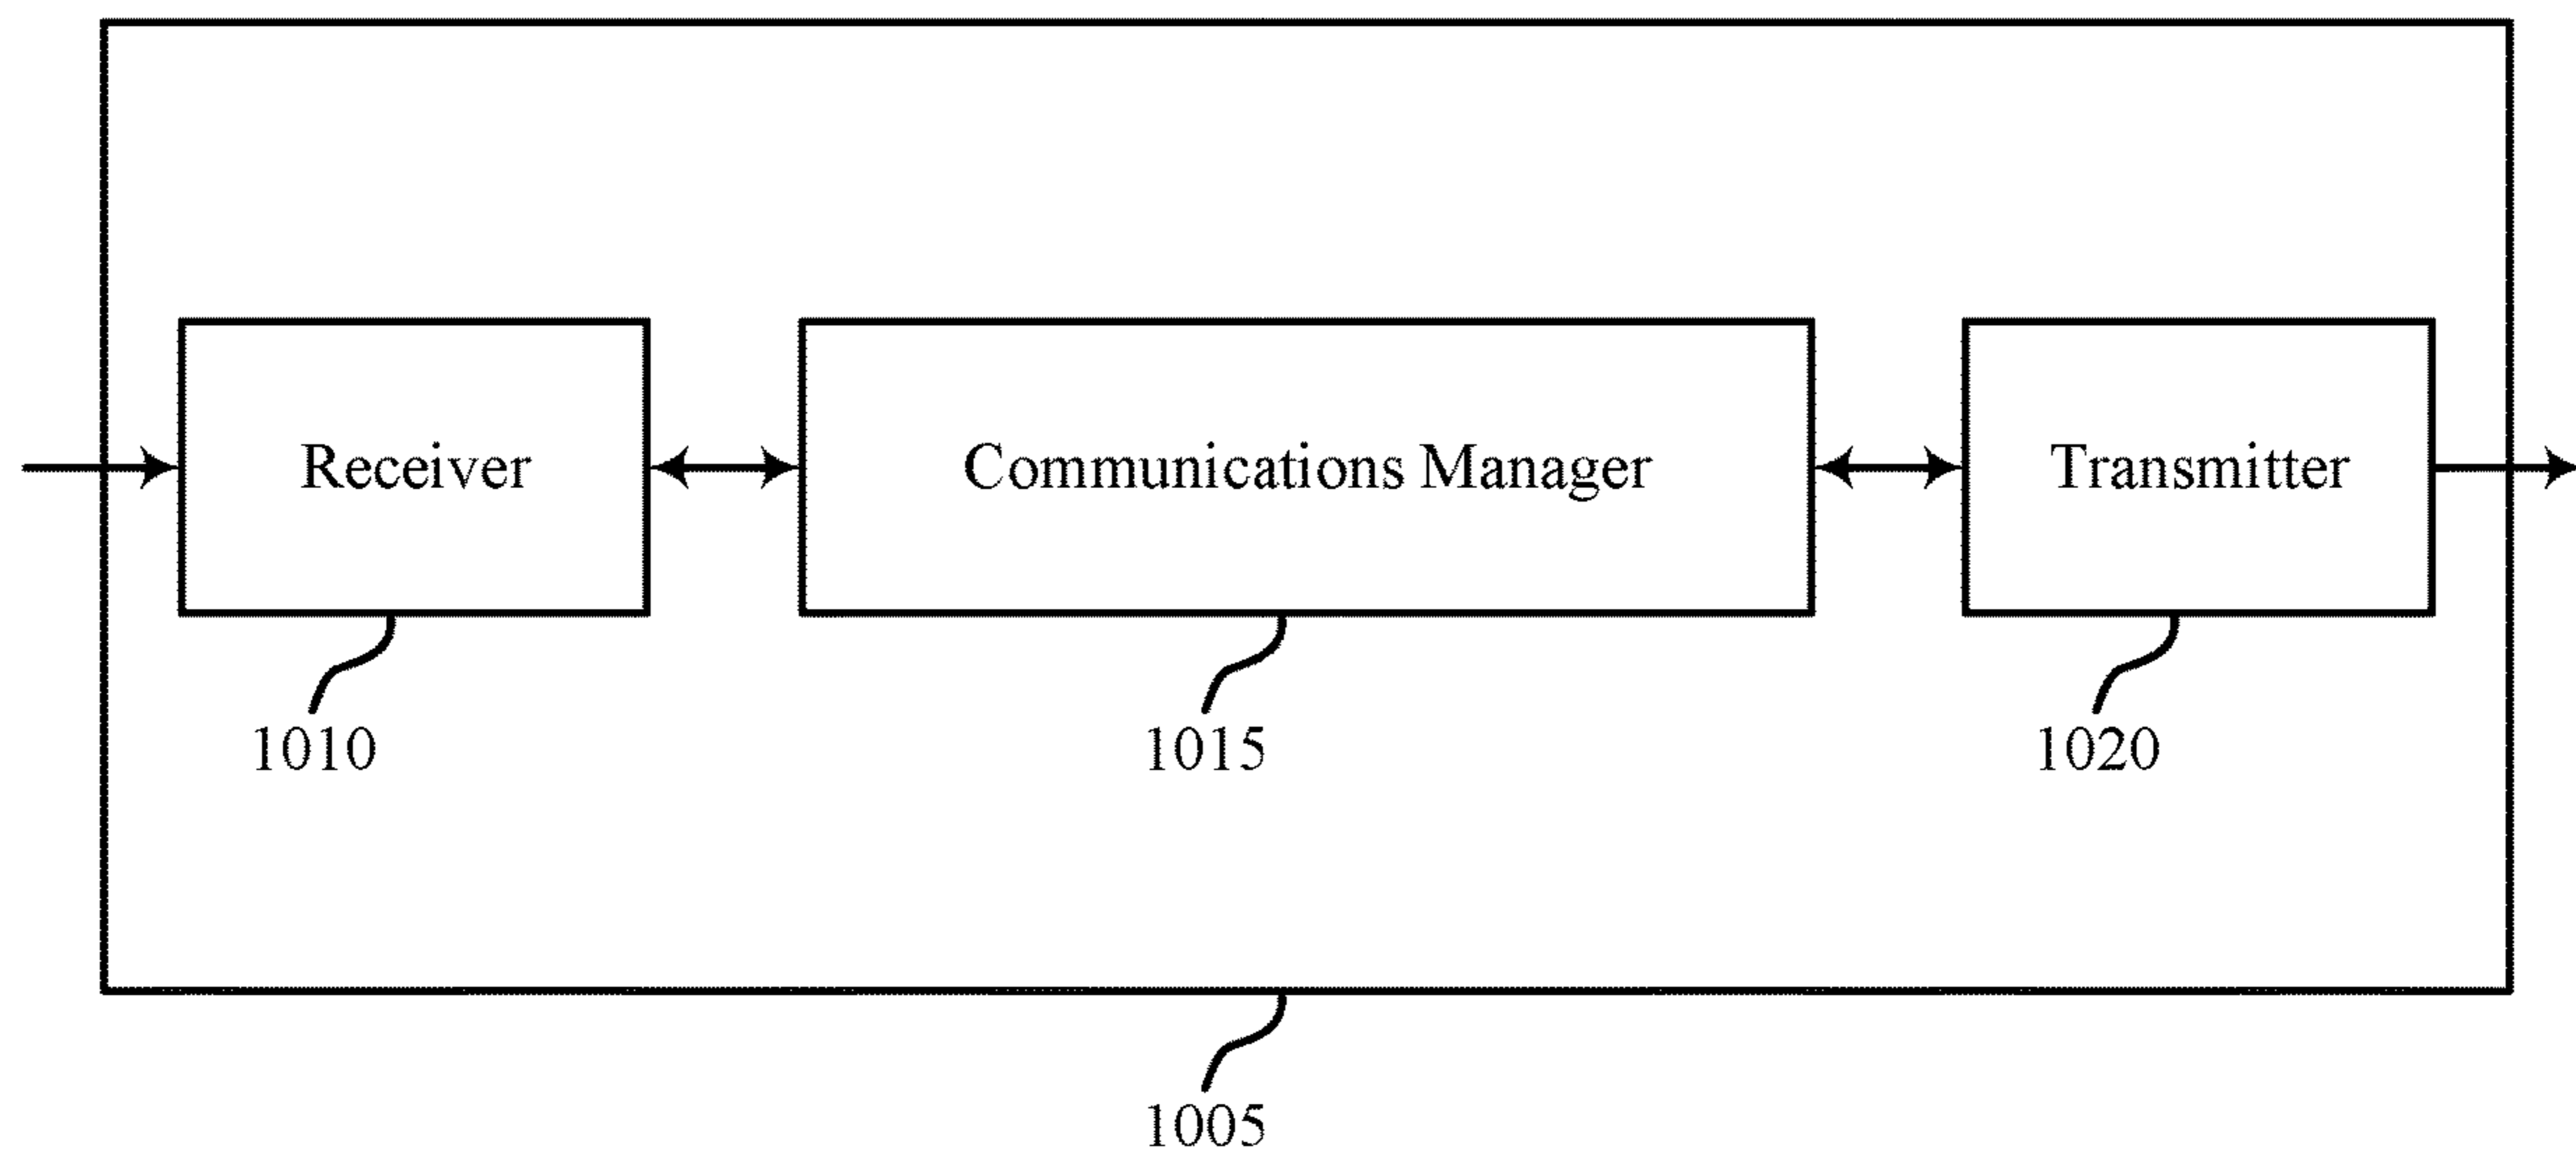 Receiver
Communications Manager
Transmitter
1010
1015
1020
1005